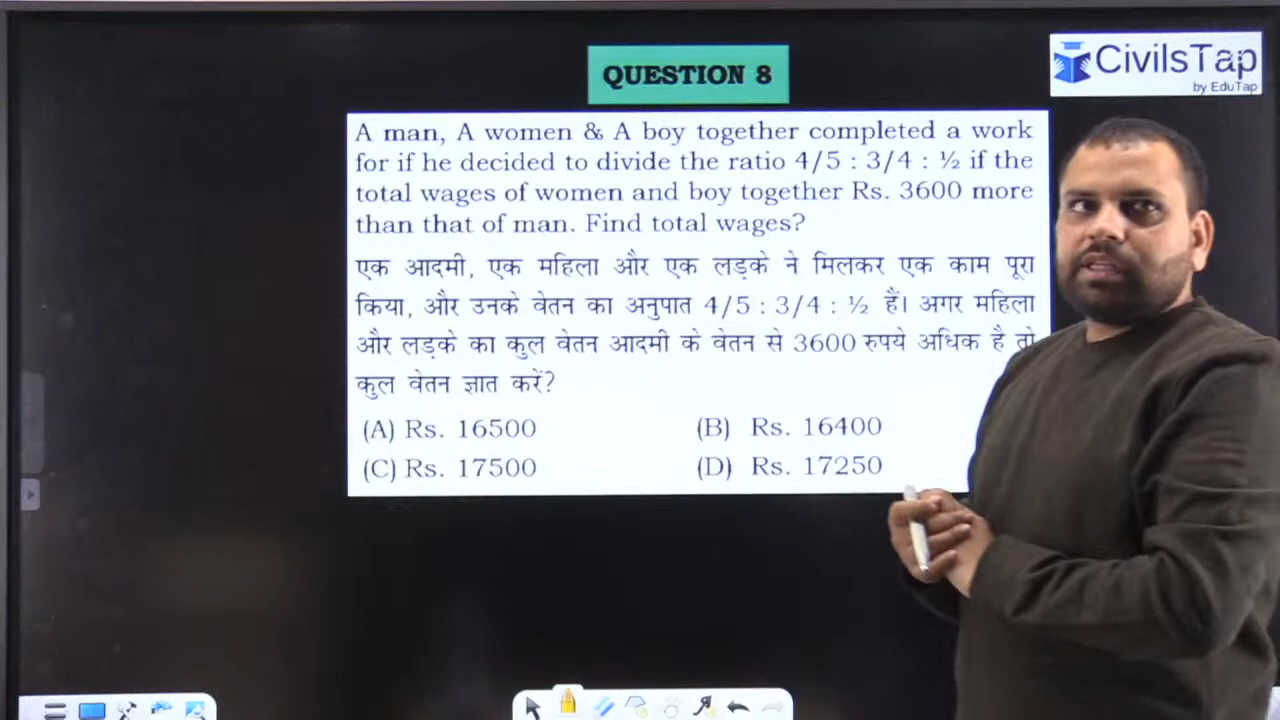 QUESTION 8
CivilsTap
by EduTap
A man, A women & A boy together completed a work
for if he decided to divide the ratio 4/5 : 3/4 : ½ if the
total wages of women and boy together Rs. 3600 more
than that of man. Find total wages?
एक आदमी, एक महिला और एक लड़के ने मिलकर एक काम पूरा
किया, और उनके वेतन का अनुपात 4/5 : 3/4 : ½ हैं। अगर महिला
और लड़के का कुल वेतन आदमी के वेतन से 3600 रुपये अधिक है तो
कुल वेतन ज्ञात करें?
(A) Rs. 16500 (B) Rs. 16400
(C) Rs. 17500 (D) Rs. 17250